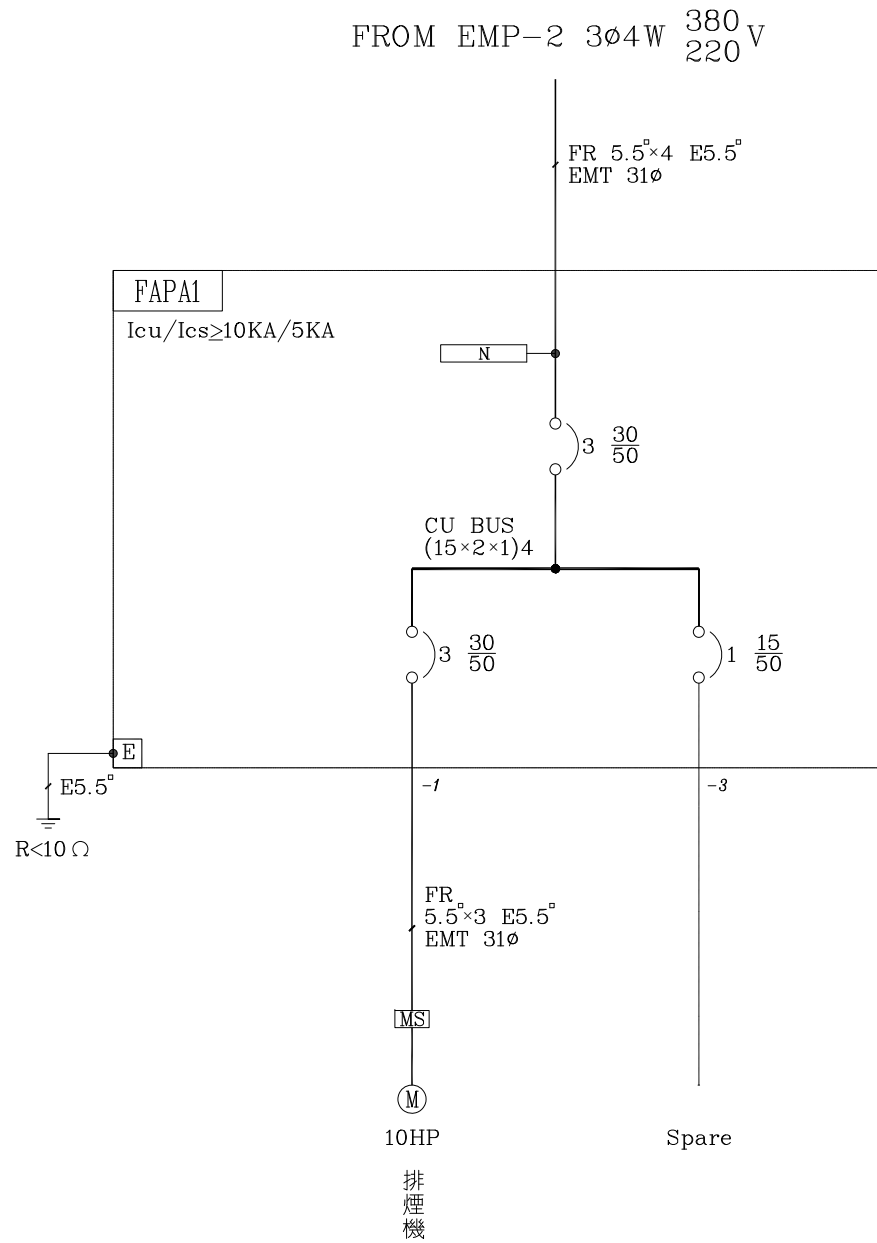 FROM EMP-2 3ø4W 380/220 V
FR 5.5□×4 E5.5□
EMT 31ø
FAPA1
Icu/Ics≥10KA/5KA
N
3 30/50
CU BUS
(15×2×1)4
3 30/50
1 15/50
E
E5.5□
R<10Ω
-1
-3
FR
5.5□×3 E5.5□
EMT 31ø
MS
M
10HP
Spare
排
煙
機